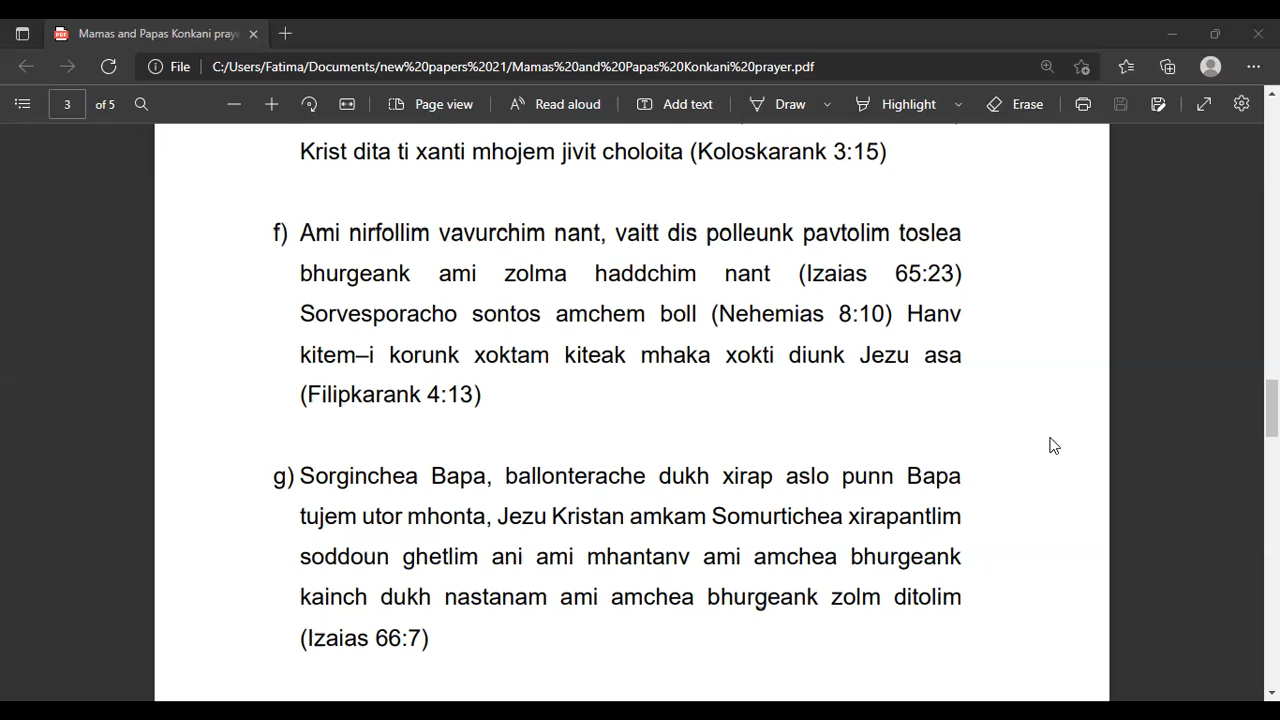 Mamas and Papas Konkani praye
File
C:/Users/Fatima/Documents/new%20papers%2021/Mamas%20and%20Papas%20Konkani%20prayer.pdf
3 of 5
Page view
Read aloud
Add text
Draw
Highlight
Erase
Krist dita ti xanti mhojem jivit choloita (Koloskarank 3:15)
f) Ami nirfollim vavurchim nant, vaitt dis polleunk pavtolim toslea
bhurgeank ami zolma haddchim nant (Izaias 65:23)
Sorvesporacho sontos amchem boll (Nehemias 8:10) Hanv
kitem–i korunk xoktam kiteak mhaka xokti diunk Jezu asa
(Filipkarank 4:13)
g) Sorginchea Bapa, ballonterache dukh xirap aslo punn Bapa
tujem utor mhonta, Jezu Kristan amkam Somurtichea xirapantlim
soddoun ghetlim ani ami mhantanv ami amchea bhurgeank
kainch dukh nastanam ami amchea bhurgeank zolm ditolim
(Izaias 66:7)